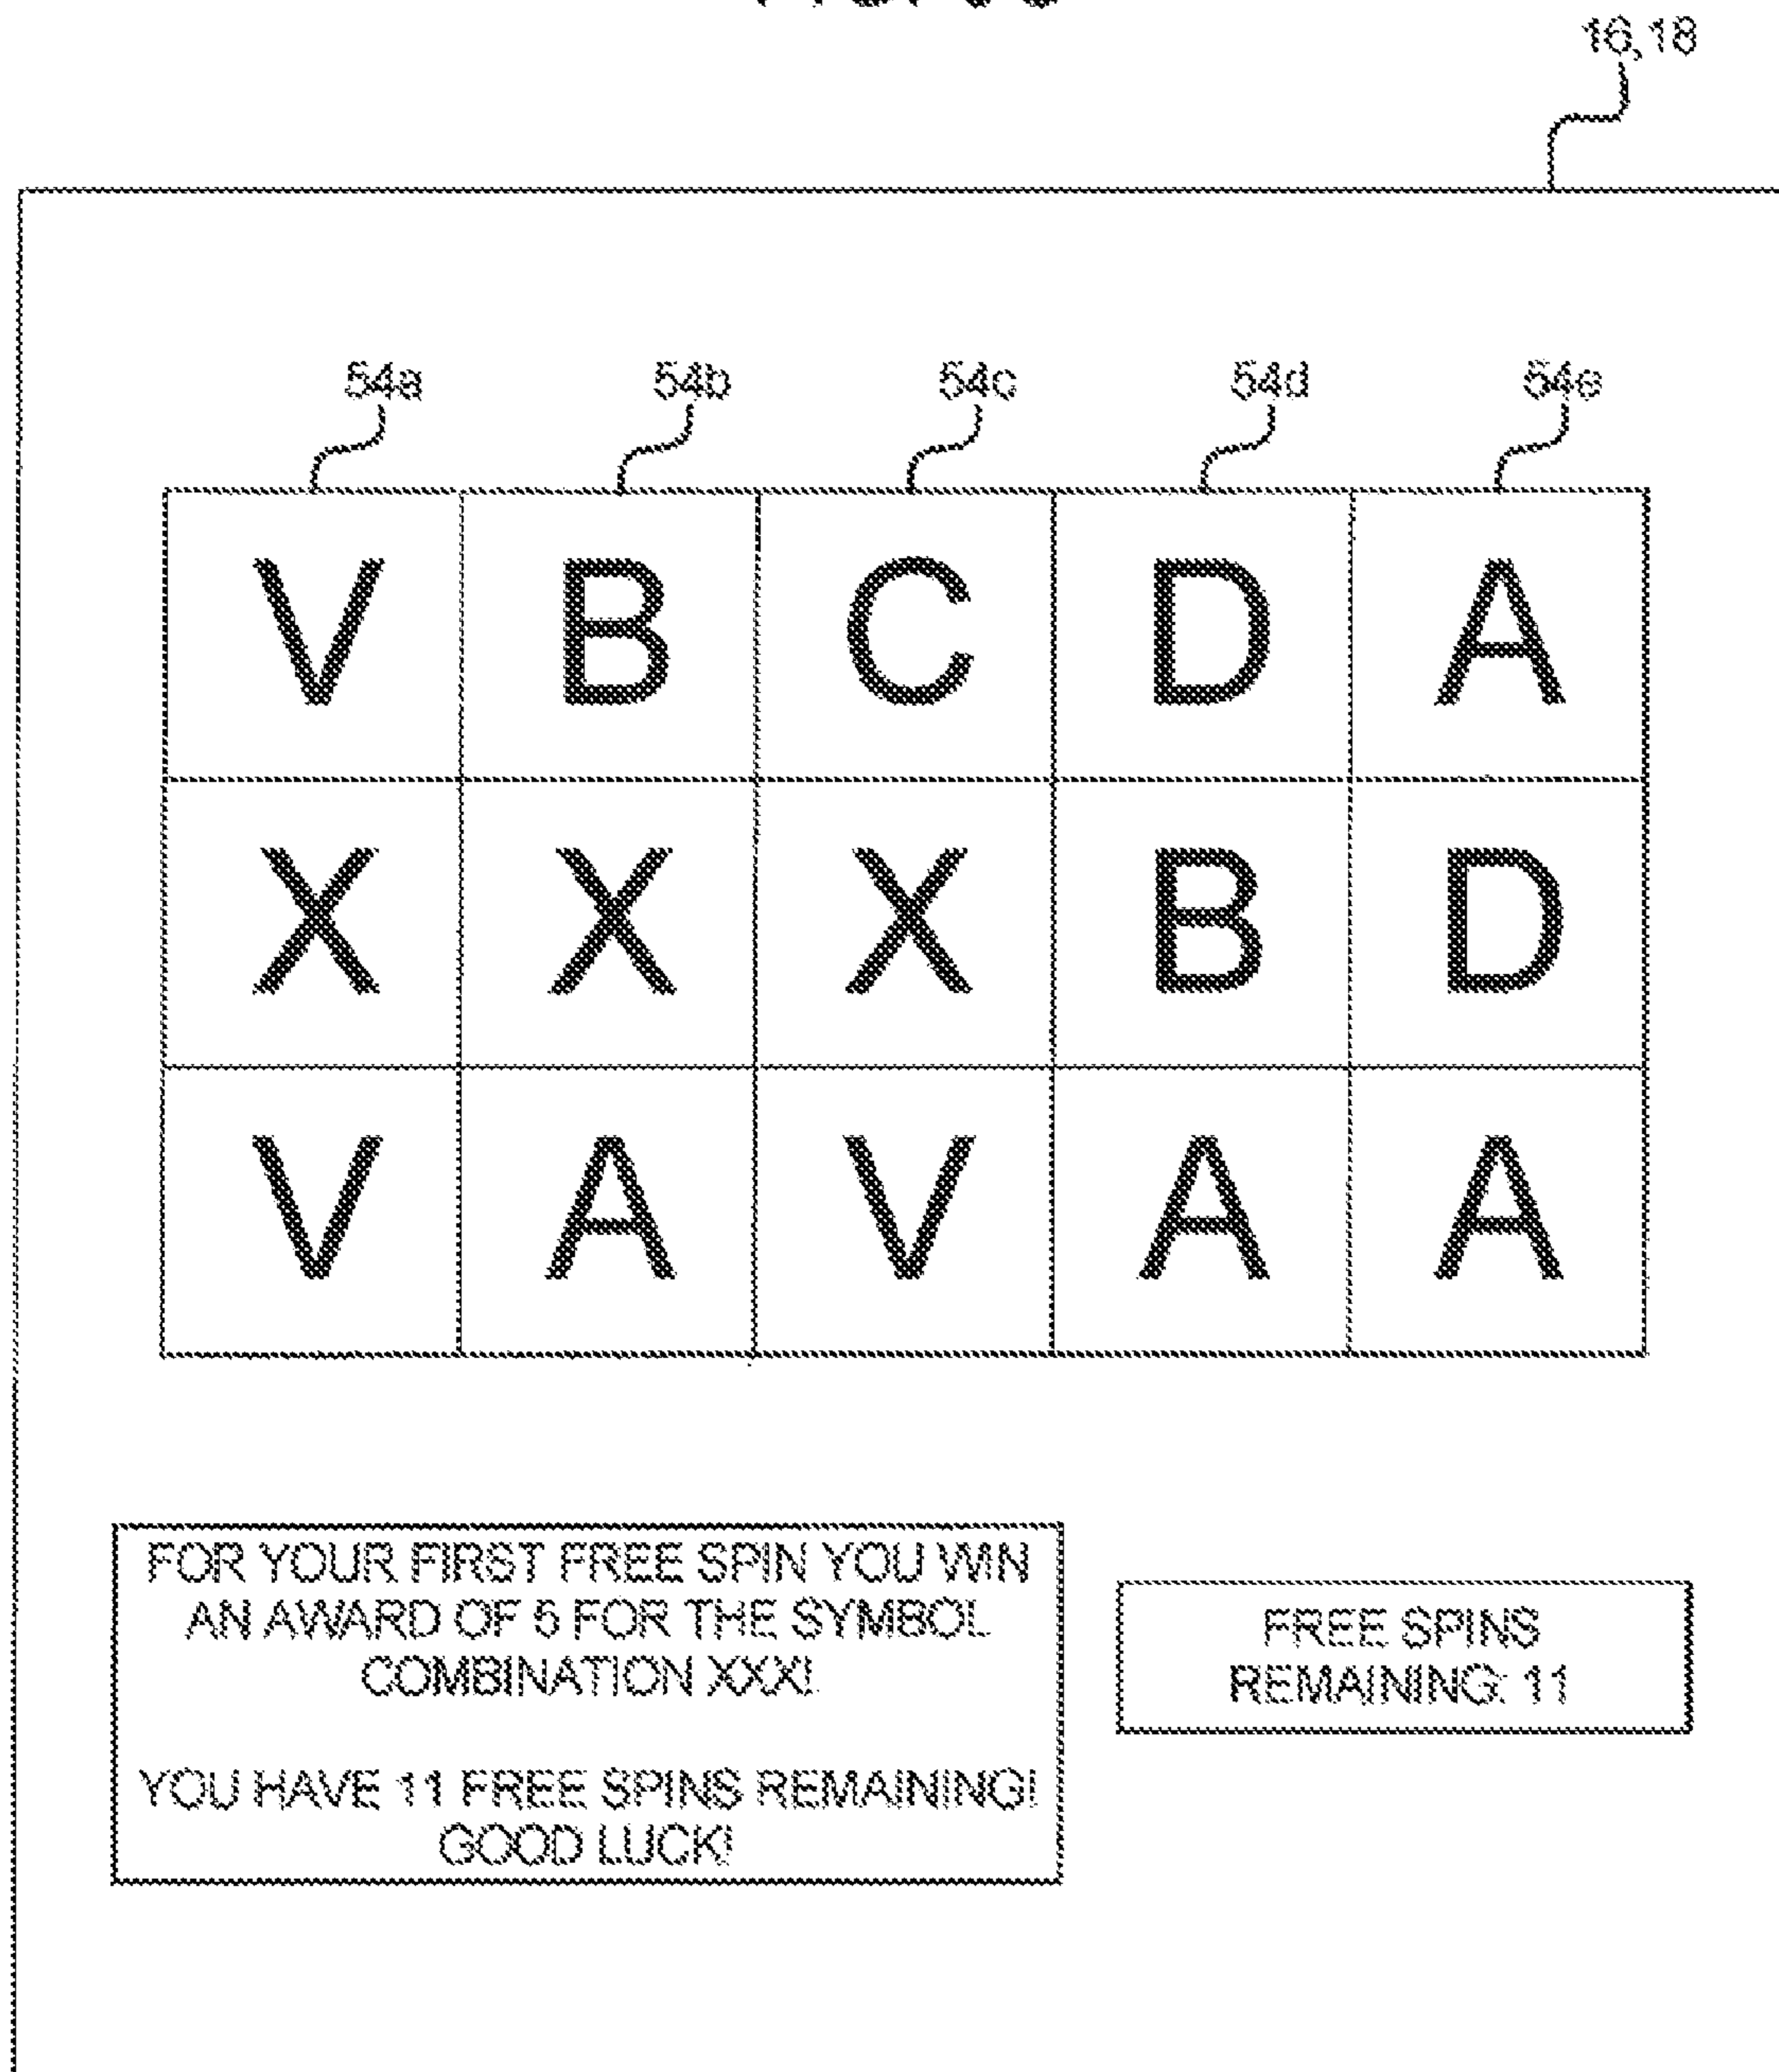 16,18
54a 54b 54c 54d 54e
V B C D A
X X X B D
V A V A A
FOR YOUR FIRST FREE SPIN YOU WIN
AN AWARD OF 5 FOR THE SYMBOL
COMBINATION XXX!
YOU HAVE 11 FREE SPINS REMAINING!
GOOD LUCK!
FREE SPINS
REMAINING: 11